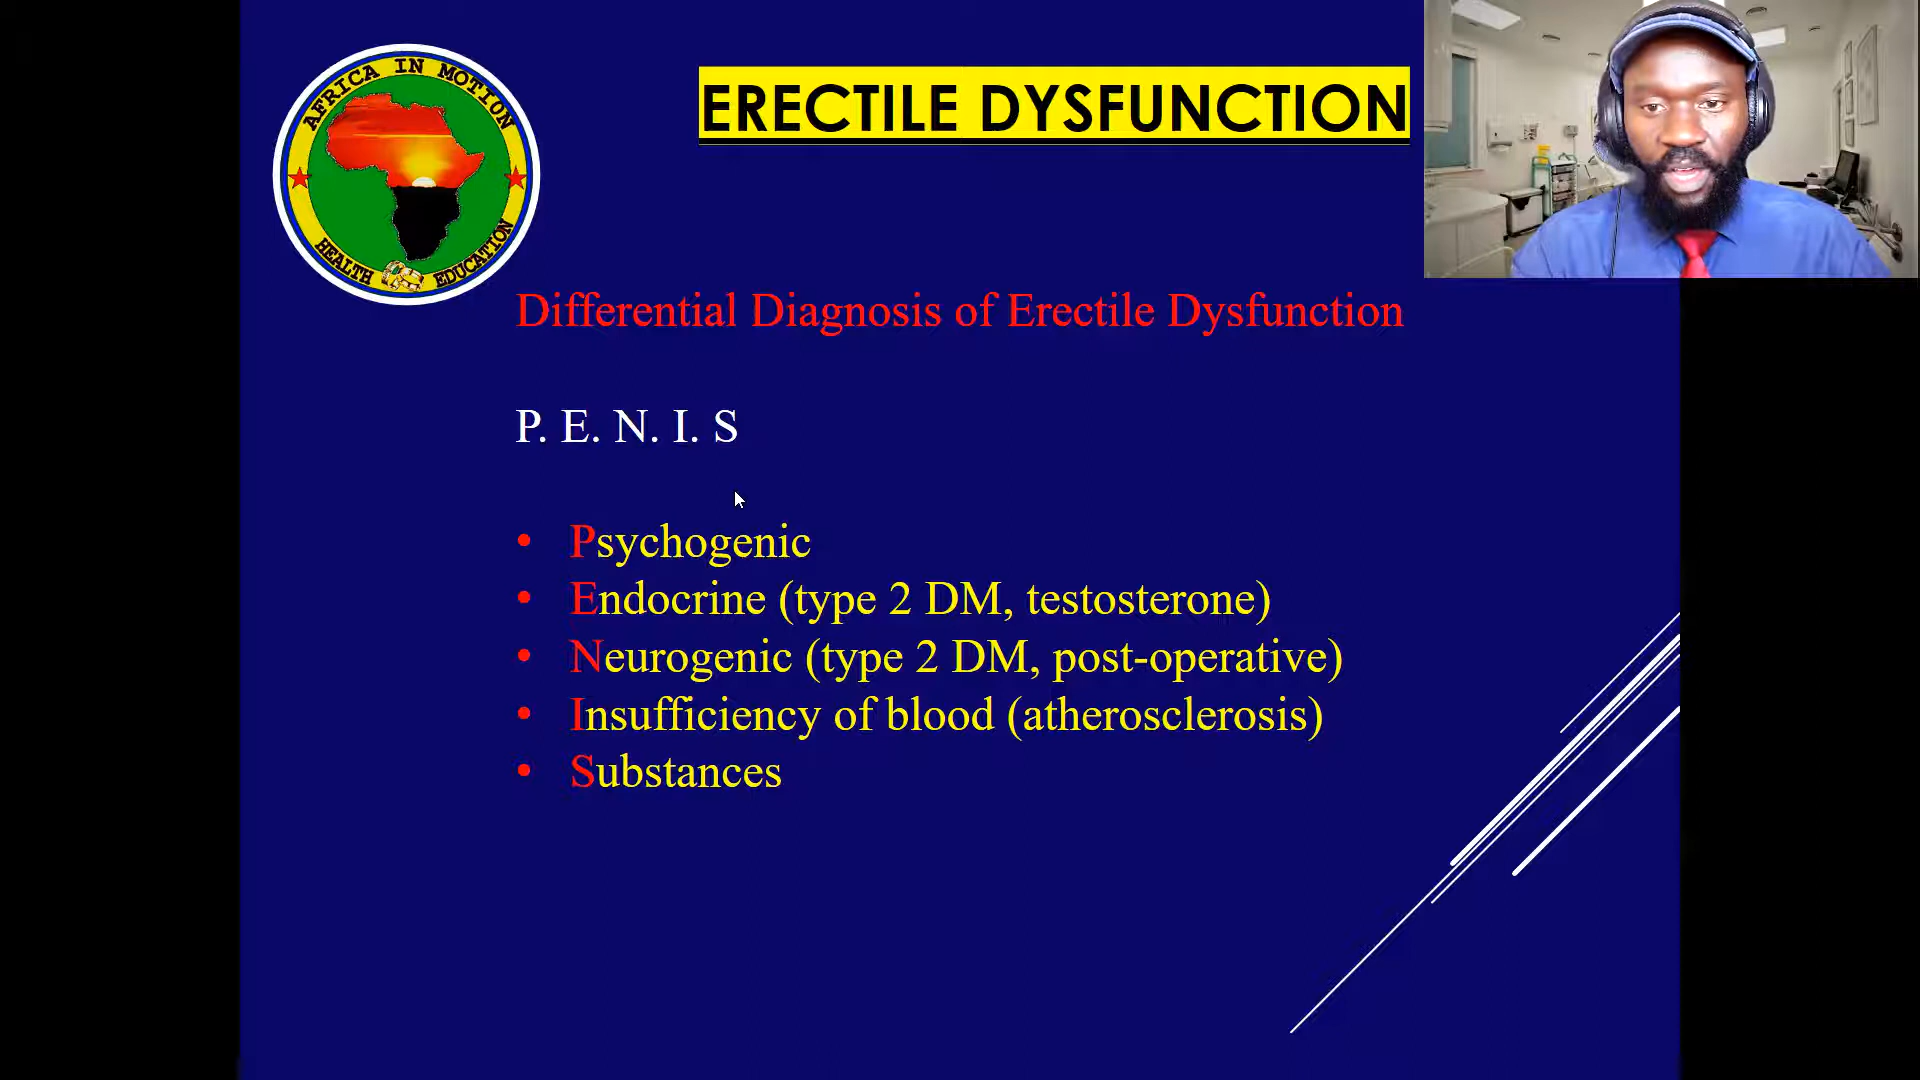 AFRICA IN MOTION
HEALTH EDUCATION
ERECTILE DYSFUNCTION
Differential Diagnosis of Erectile Dysfunction
P. E. N. I. S
• Psychogenic
• Endocrine (type 2 DM, testosterone)
• Neurogenic (type 2 DM, post-operative)
• Insufficiency of blood (atherosclerosis)
• Substances